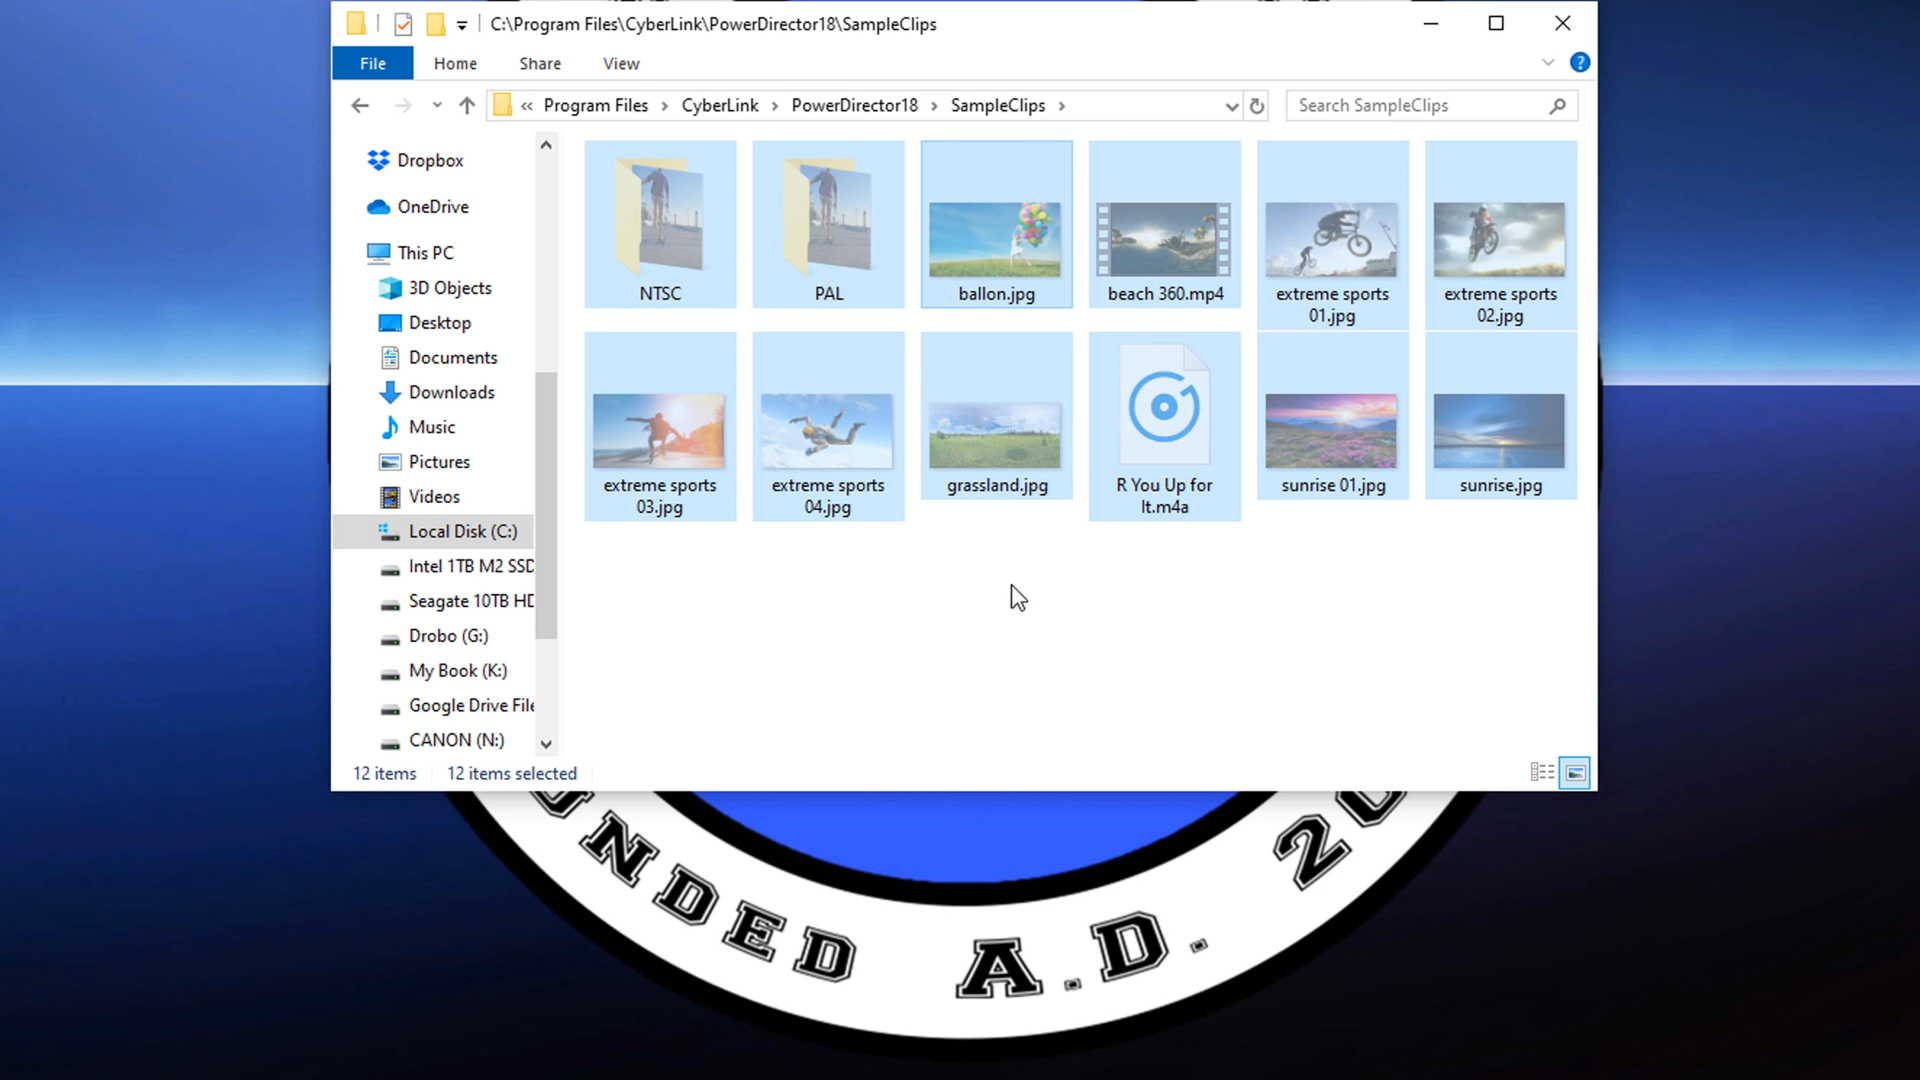 C:\Program Files\CyberLink\PowerDirector18\SampleClips
File Home Share View
« Program Files > CyberLink > PowerDirector18 > SampleClips >
Search SampleClips
Dropbox
OneDrive
This PC
3D Objects
Desktop
Documents
Downloads
Music
Pictures
Videos
Local Disk (C:)
Intel 1TB M2 SSD
Seagate 10TB HD
Drobo (G:)
My Book (K:)
Google Drive File
CANON (N:)
NTSC
PAL
ballon.jpg
beach 360.mp4
extreme sports
01.jpg
extreme sports
02.jpg
extreme sports
03.jpg
extreme sports
04.jpg
grassland.jpg
R You Up for
It.m4a
sunrise 01.jpg
sunrise.jpg
12 items 12 items selected
UNDED A.D. 20